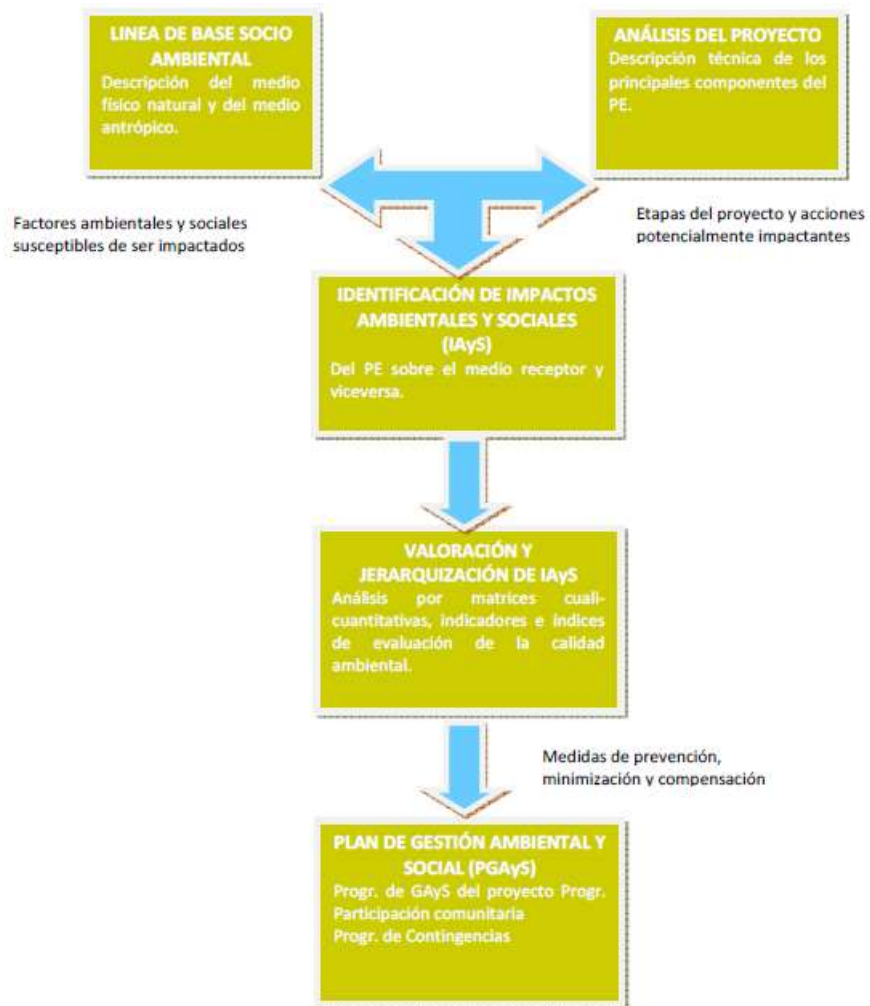 LINEA DE BASE SOCIO
AMBIENTAL
Descripción del medio
físico natural y del medio
antrópico.
ANÁLISIS DEL PROYECTO
Descripción técnica de los
principales componentes del
PE.
Factores ambientales y sociales
susceptibles de ser impactados
Etapas del proyecto y acciones
potencialmente impactantes
IDENTIFICACIÓN DE IMPACTOS
AMBIENTALES Y SOCIALES
(IAyS)
Del PE sobre el medio receptor y
viceversa.
VALORACIÓN Y
JERARQUIZACIÓN DE IAyS
Análisis por matrices cuali-
cuantitativas, indicadores e índices
de evaluación de la calidad
ambiental.
Medidas de prevención,
minimización y compensación
PLAN DE GESTIÓN AMBIENTAL Y
SOCIAL (PGAyS)
Progr. de GAyS del proyecto Progr.
Participación comunitaria
Progr. de Contingencias